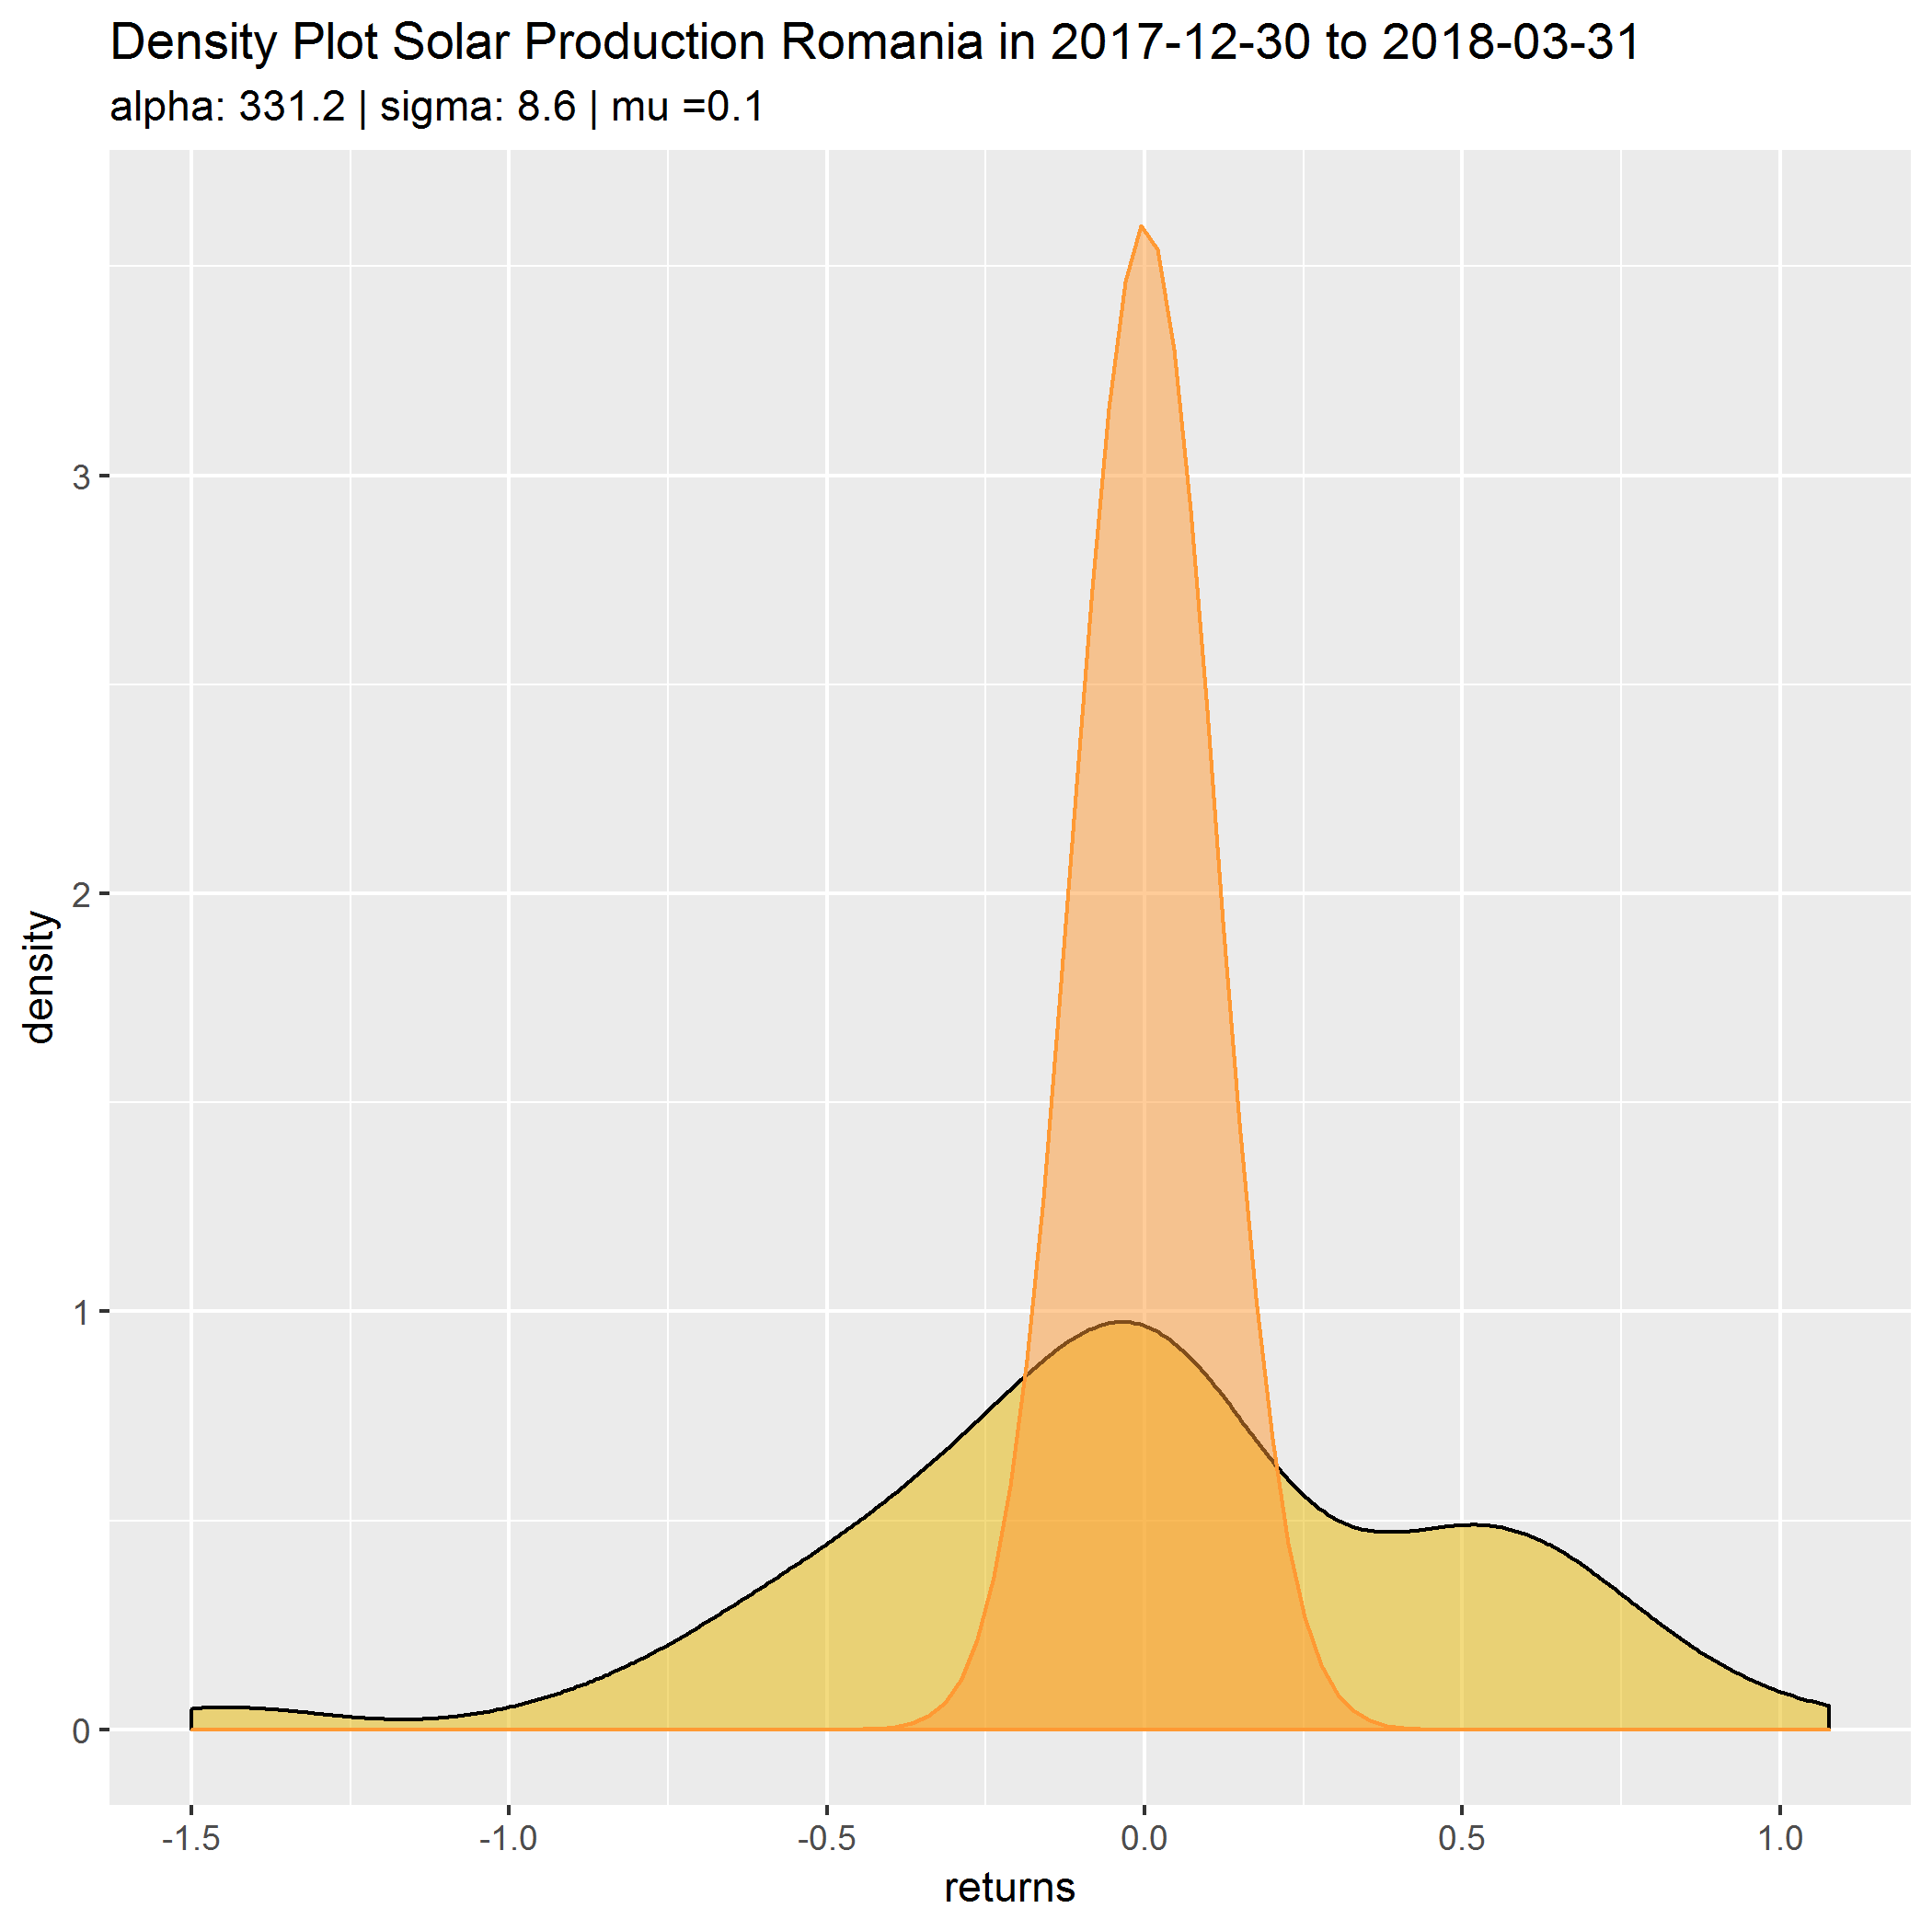 Density Plot Solar Production Romania in 2017-12-30 to 2018-03-31
alpha: 331.2 | sigma: 8.6 | mu =0.1
3
2
1
0
density
-1.5 -1.0 -0.5 0.0 0.5 1.0
returns